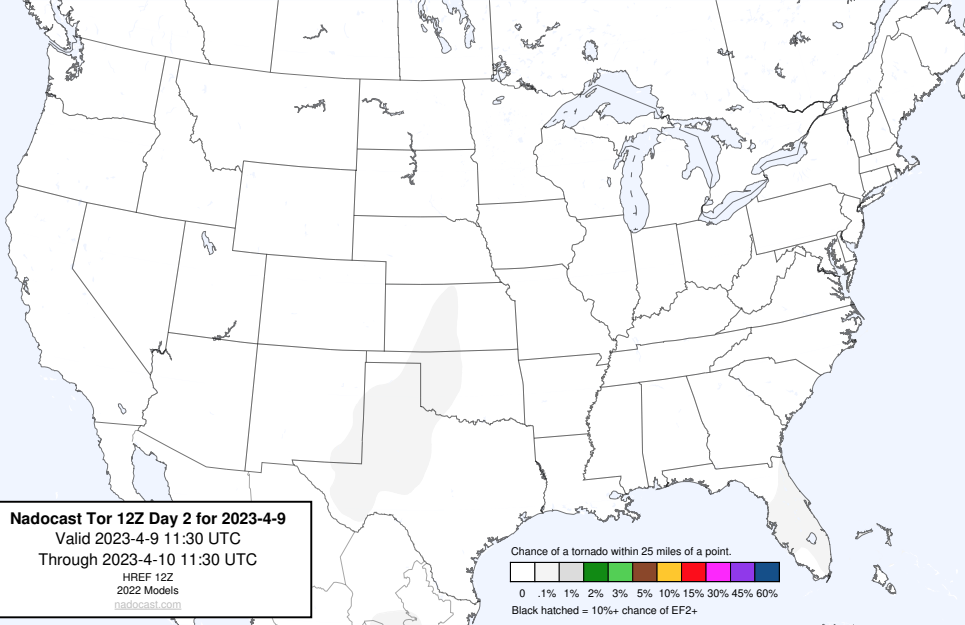 Nadocast Tor 12Z Day 2 for 2023-4-9
Valid 2023-4-9 11:30 UTC
Through 2023-4-10 11:30 UTC
HREF 12Z
2022 Models
nadocast.com
Chance of a tornado within 25 miles of a point.
0 .1% 1% 2% 3% 5% 10% 15% 30% 45% 60%
Black hatched = 10%+ chance of EF2+